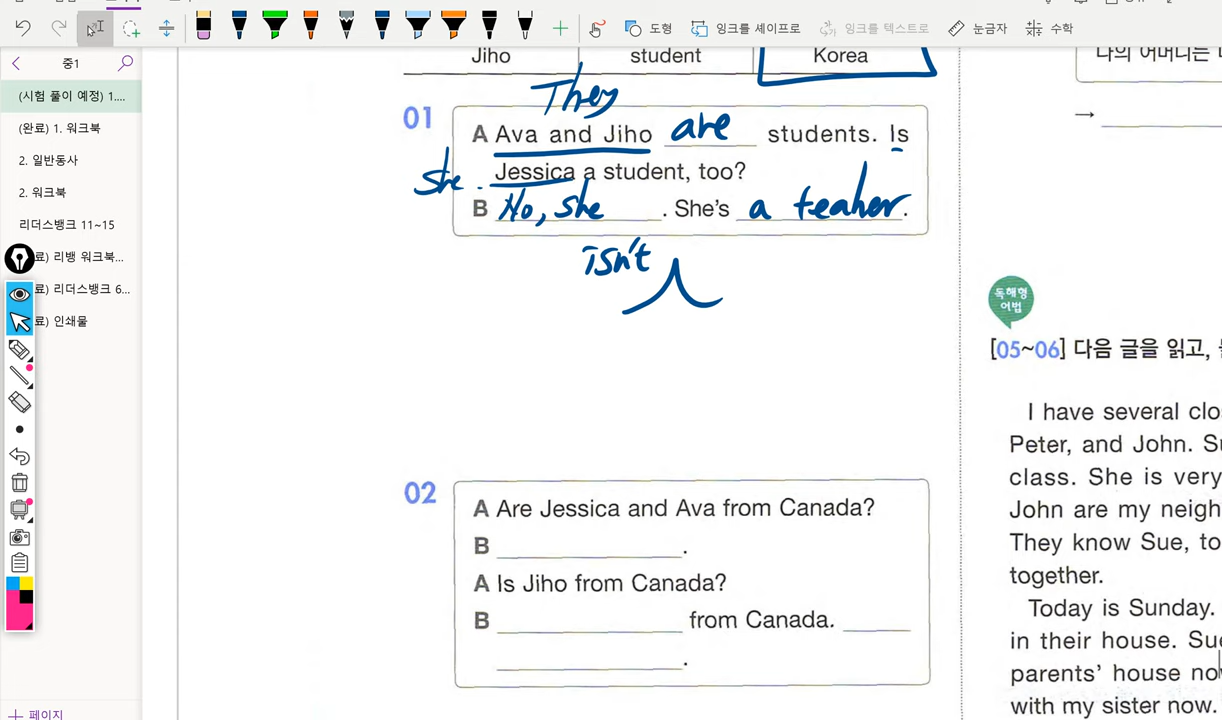 도형
잉크를 셰이프로
잉크를 텍스트로
눈금자
수학
중1
(시험 풀이 예정) 1....
(완료) 1. 워크북
2. 일반동사
2. 워크북
리더스뱅크 11~15
료) 리뱅 워크북...
료) 리더스뱅크 6...
료) 인쇄물
페이지
Jiho student Korea
They
01
A Ava and Jiho are students. Is
she Jessica a student, too?
B No, she . She's a teaher.
isn't
02
A Are Jessica and Ava from Canada?
B .
A Is Jiho from Canada?
B from Canada.
.
나의 어머니는
→
독해형
어법
[05~06] 다음 글을 읽고,
I have several clo
Peter, and John. Su
class. She is very
John are my neigh
They know Sue, to
together.
Today is Sunday.
in their house. Sue
parents' house no
with my sister now.